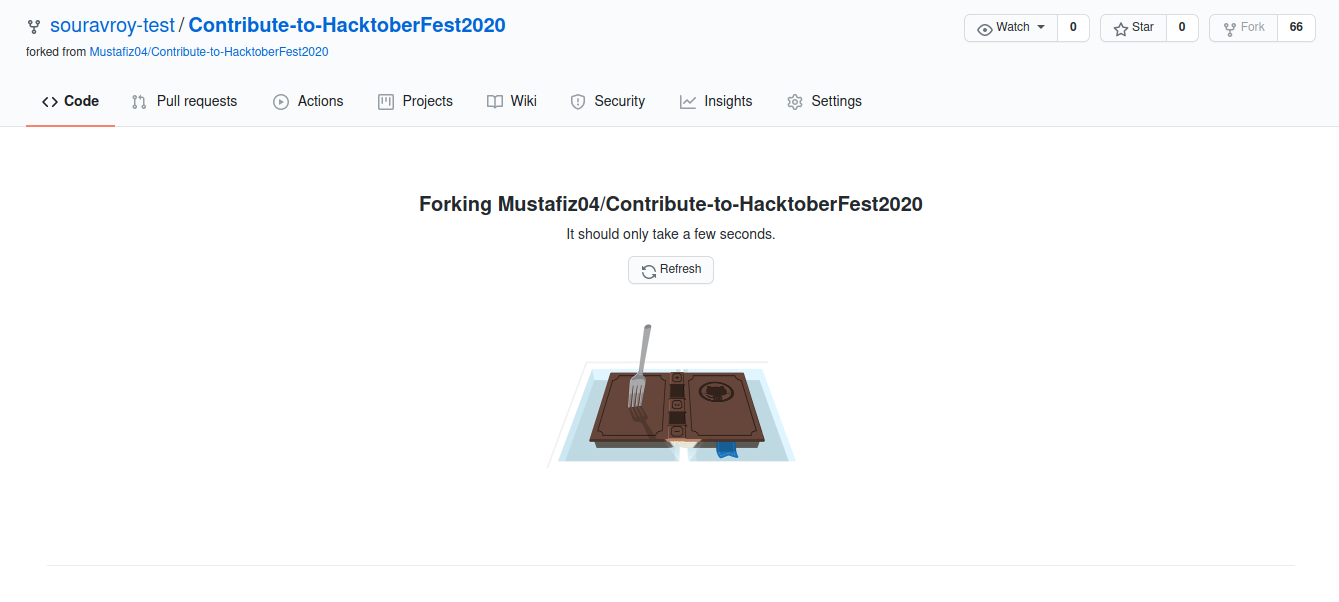 souravroy-test / Contribute-to-HacktoberFest2020
Watch 0 Star 0 Fork 66
forked from Mustafiz04/Contribute-to-HacktoberFest2020
Code Pull requests Actions Projects Wiki Security Insights Settings
Forking Mustafiz04/Contribute-to-HacktoberFest2020
It should only take a few seconds.
Refresh